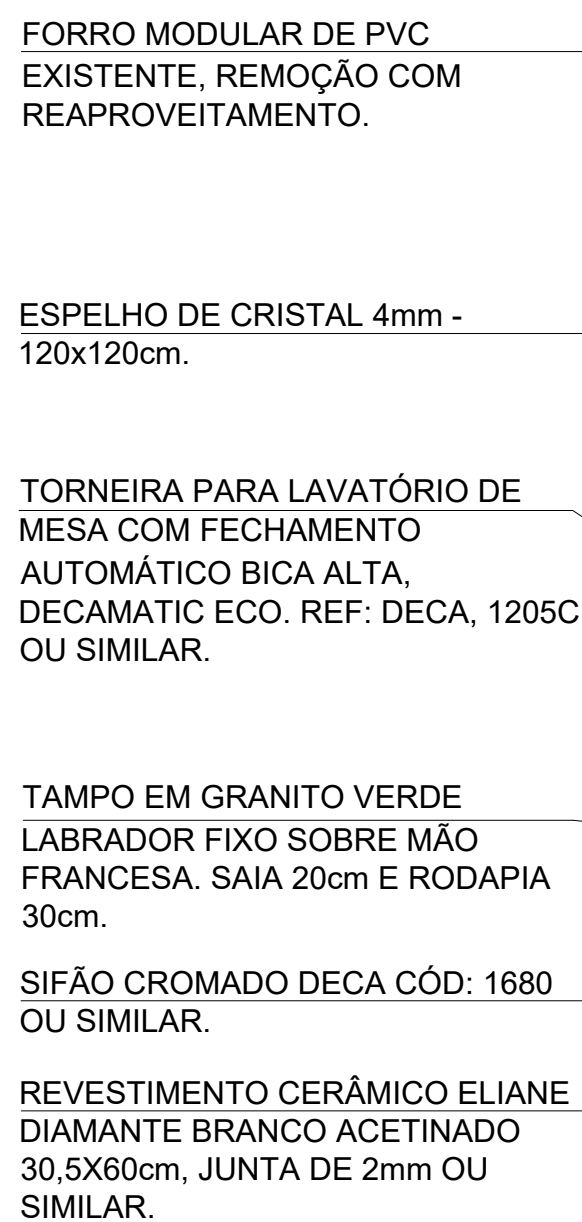 FORRO MODULAR DE PVC
EXISTENTE, REMOÇÃO COM
REAPROVEITAMENTO.
ESPELHO DE CRISTAL 4mm -
120x120cm.
TORNEIRA PARA LAVATÓRIO DE
MESA COM FECHAMENTO
AUTOMÁTICO BICA ALTA,
DECAMATIC ECO. REF: DECA, 1205C
OU SIMILAR.
TAMPO EM GRANITO VERDE
LABRADOR FIXO SOBRE MÃO
FRANCESA. SAIA 20cm E RODAPIA
30cm.
SIFÃO CROMADO DECA CÓD: 1680
OU SIMILAR.
REVESTIMENTO CERÂMICO ELIANE
DIAMANTE BRANCO ACETINADO
30,5X60cm, JUNTA DE 2mm OU
SIMILAR.